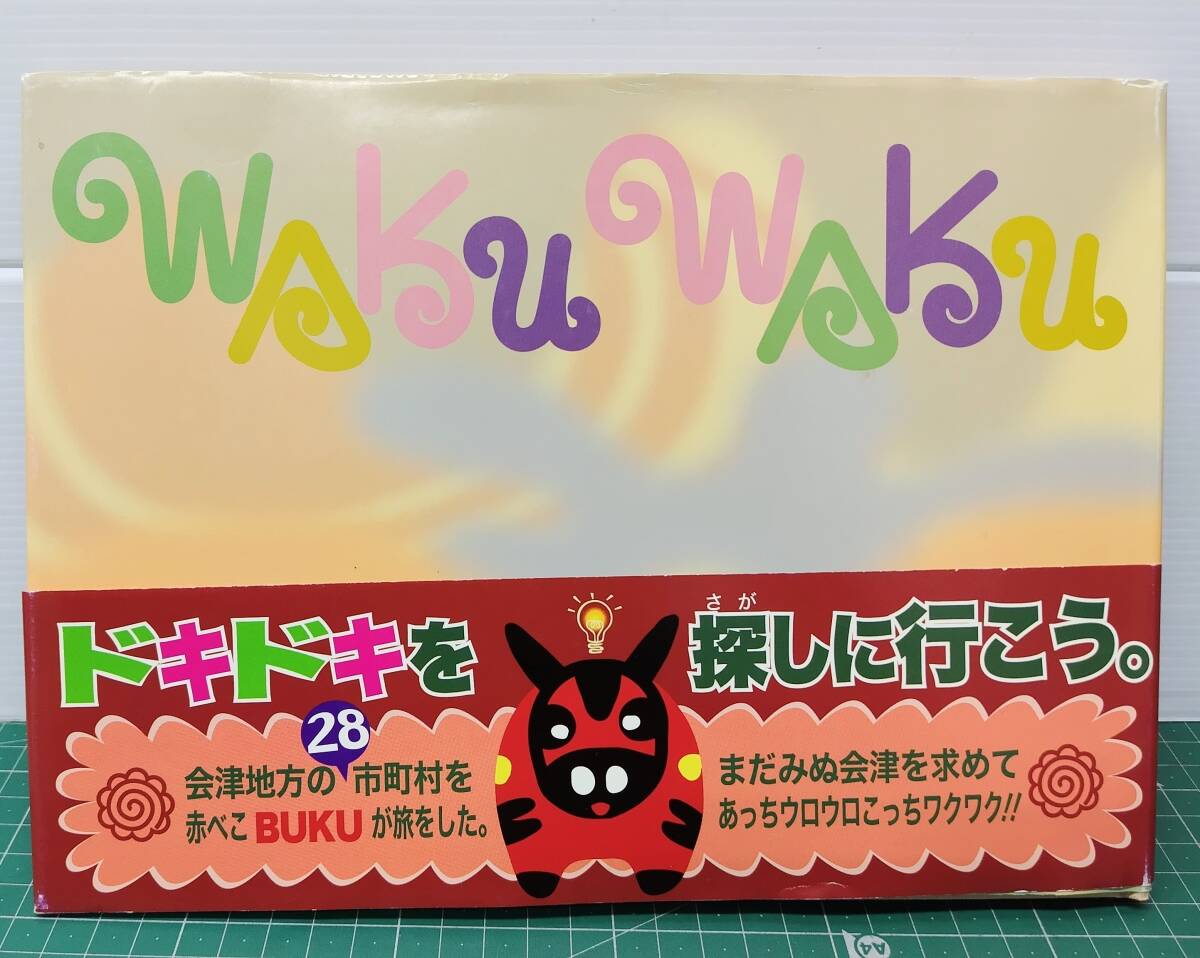 WAKU WAKU
ドキドキを
探しに行こう。
さが
会津地方の28市町村を
赤べこBUKUが旅をした。
まだみぬ会津を求めて
あっちウロウロこっちワクワク!!
A4